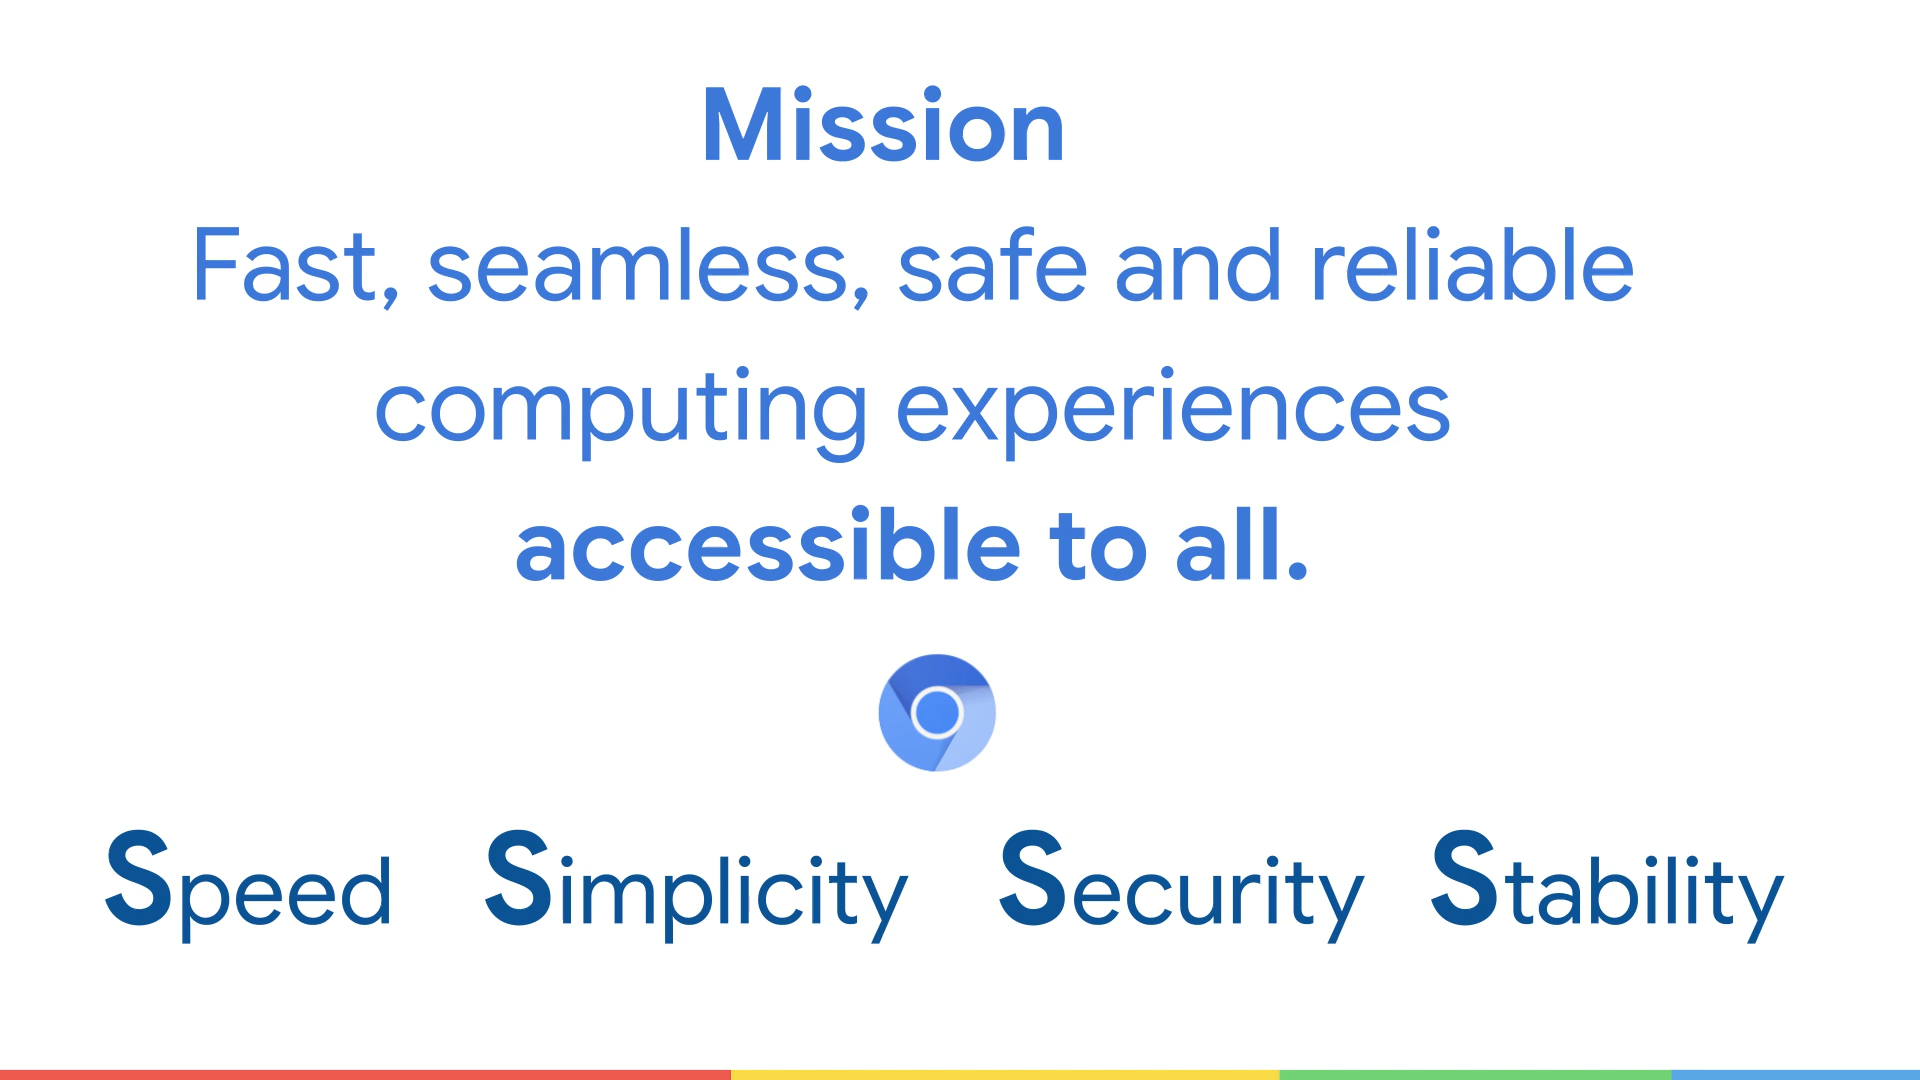 Mission
Fast, seamless, safe and reliable
computing experiences
accessible to all.
Speed Simplicity Security Stability